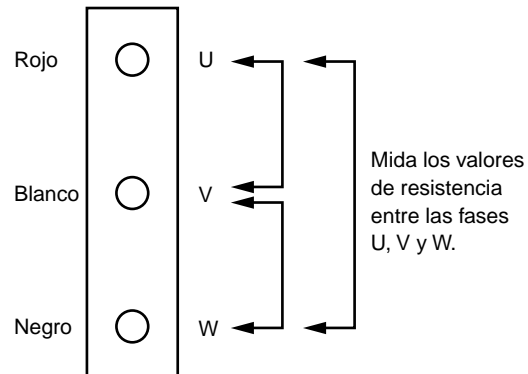 Rojo
U
Blanco
V
Negro
W
Mida los valores
de resistencia
entre las fases
U, V y W.